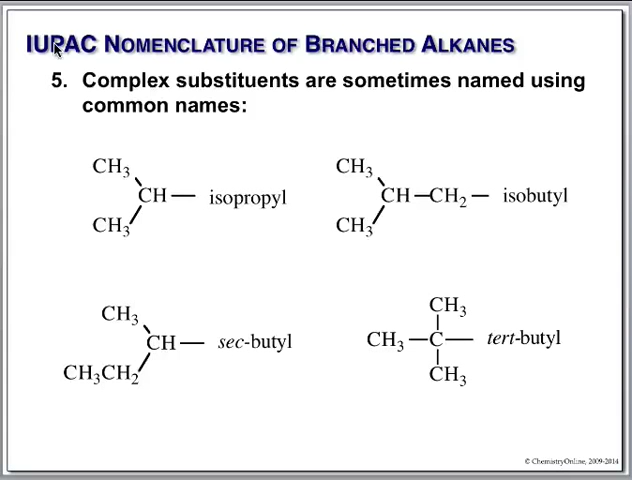 IUPAC NOMENCLATURE OF BRANCHED ALKANES
5. Complex substituents are sometimes named using
common names:
CH₃
CH — isopropyl
CH₃
CH₃
CH—CH₂ — isobutyl
CH₃
CH₃
CH — sec-butyl
CH₃CH₂
CH₃
CH₃—C— tert-butyl
CH₃
© ChemistryOnline, 2009-2014